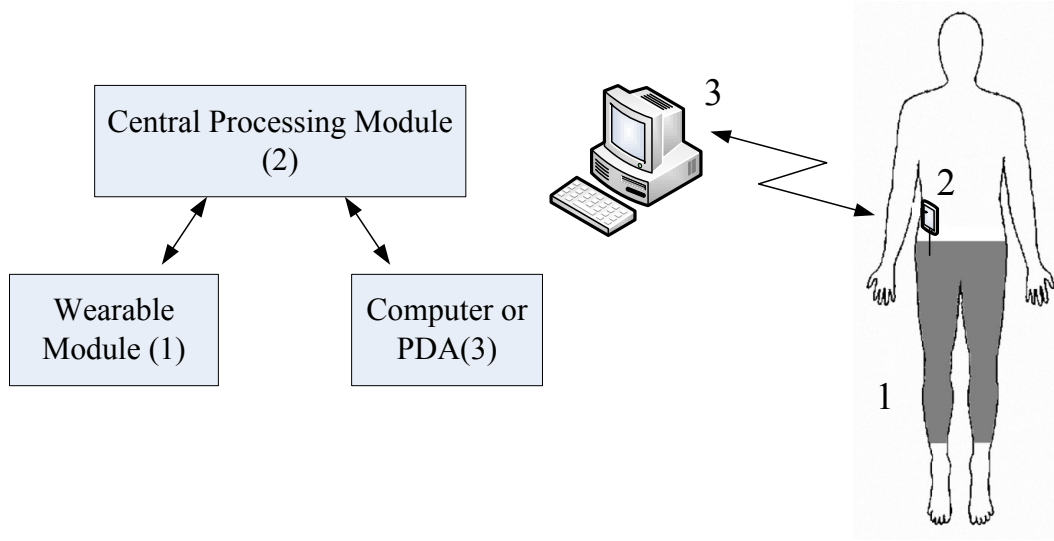 Central Processing Module
(2)
Wearable
Module (1)
Computer or
PDA(3)
3
2
1